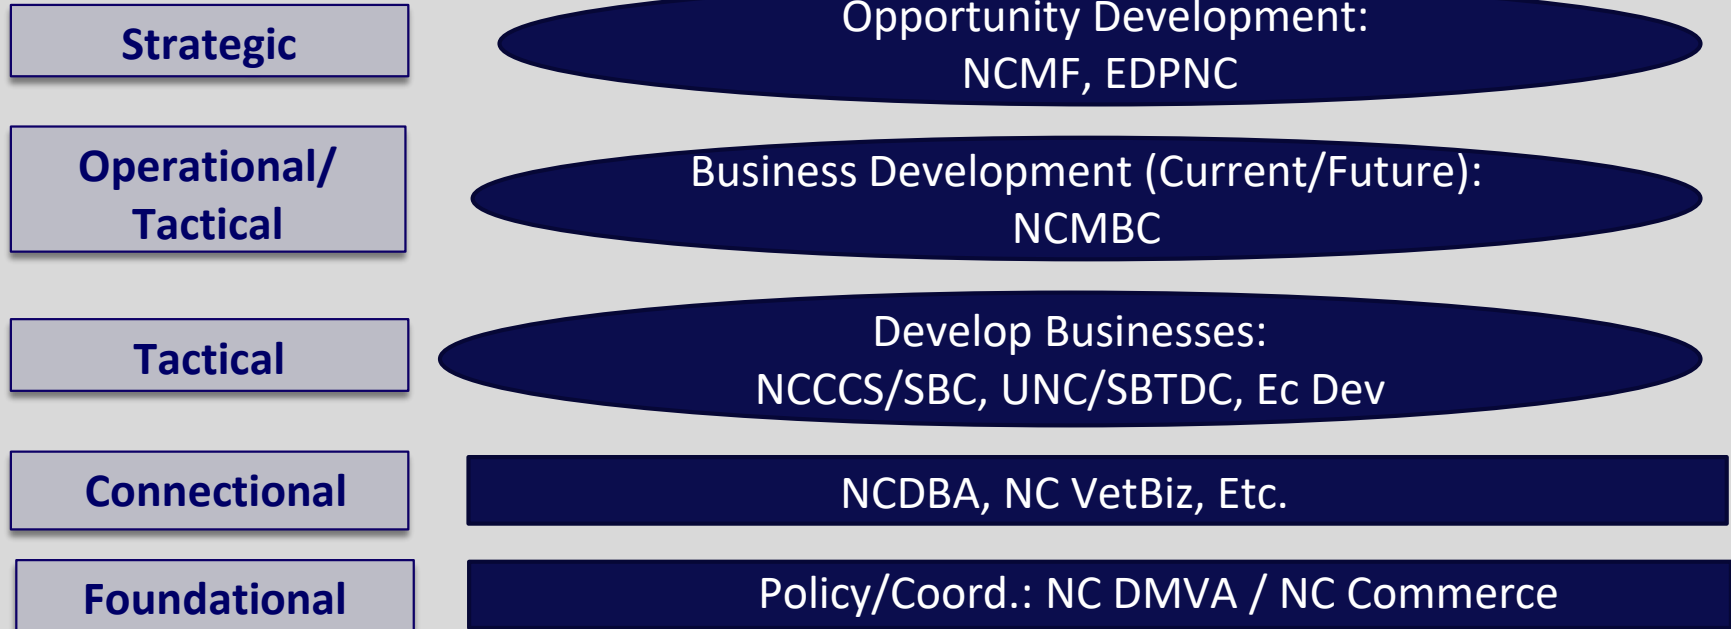 Strategic
Opportunity Development:
NCMF, EDPNC
Operational/
Tactical
Business Development (Current/Future):
NCMBC
Tactical
Develop Businesses:
NCCCS/SBC, UNC/SBTDC, Ec Dev
Connectional
NCDBA, NC VetBiz, Etc.
Foundational
Policy/Coord.: NC DMVA / NC Commerce